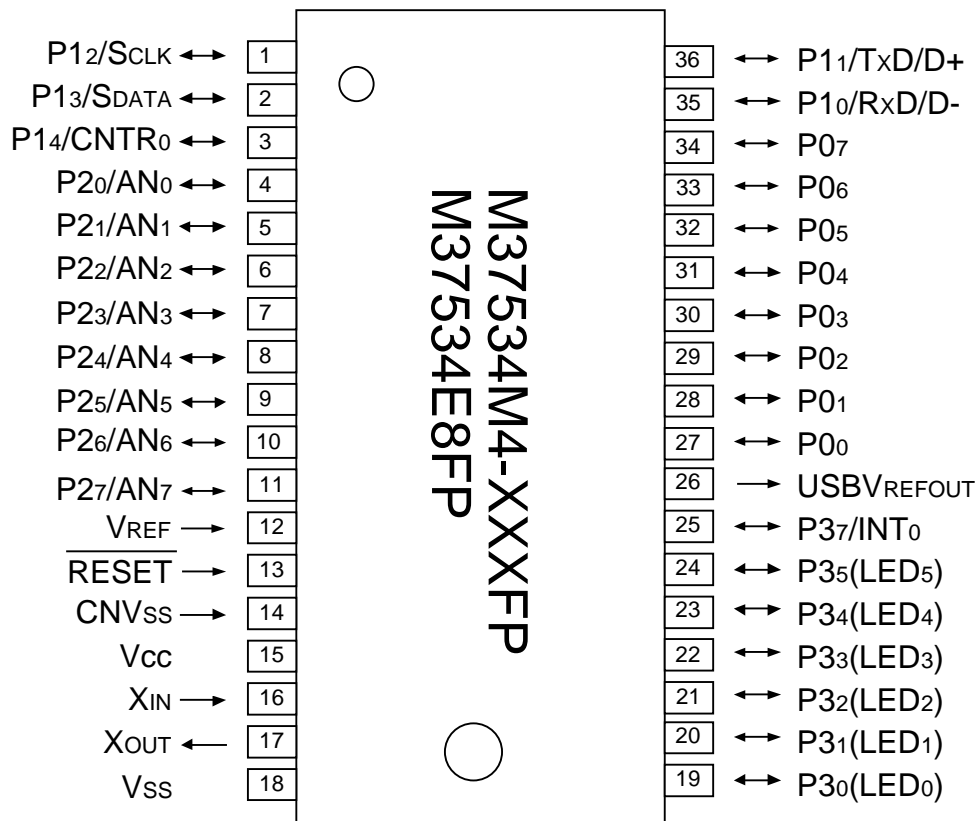 P12/SCLK 1
P13/SDATA 2
P14/CNTR0 3
P20/AN0 4
P21/AN1 5
P22/AN2 6
P23/AN3 7
P24/AN4 8
P25/AN5 9
P26/AN6 10
P27/AN7 11
VREF 12
RESET 13
CNVSS 14
Vcc 15
XIN 16
XOUT 17
VSS 18
M37534M4-XXXFP
M37534E8FP
36 P11/TxD/D+
35 P10/RxD/D-
34 P07
33 P06
32 P05
31 P04
30 P03
29 P02
28 P01
27 P00
26 USBVREFOUT
25 P37/INT0
24 P35(LED5)
23 P34(LED4)
22 P33(LED3)
21 P32(LED2)
20 P31(LED1)
19 P30(LED0)